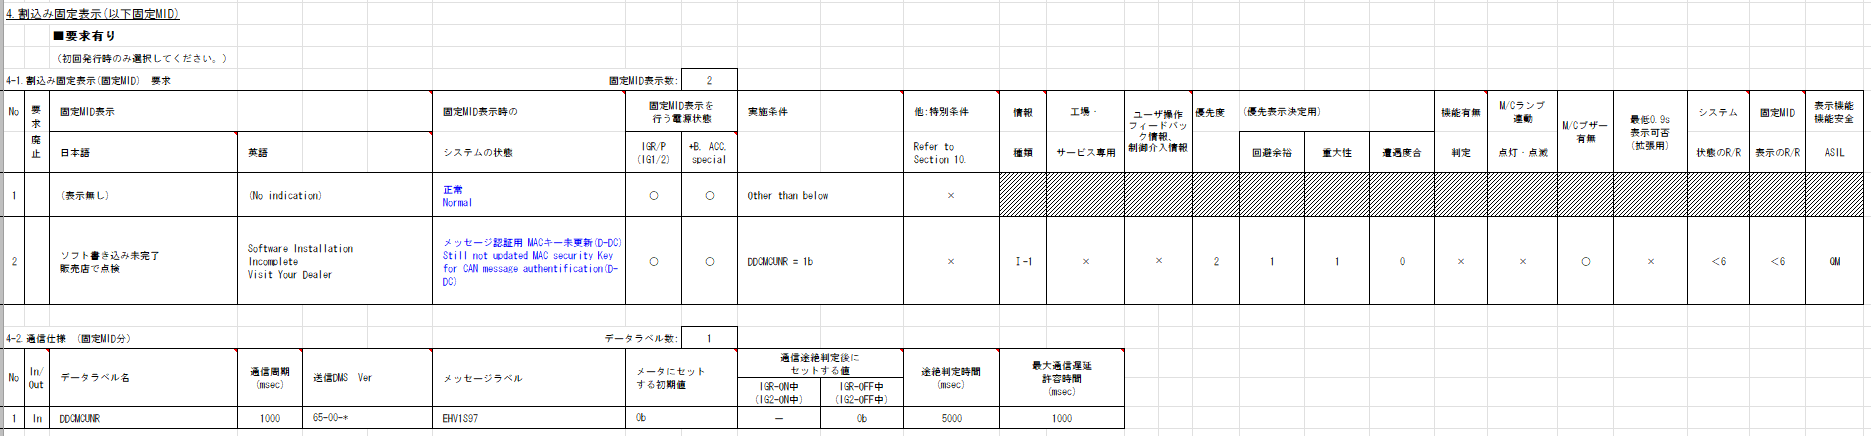 4.割込み固定表示(以下固定MID)
■要求有り
(初回発行時のみ選択してください。)
4-1.割込み固定表示(固定MID) 要求 固定MID表示数: 2
No 要求廃止 固定MID表示 固定MID表示時の 固定MID表示を行う電源状態 実施条件 他:特別条件 情報 工場・ ユーザ操作フィードバック情報、制御介入情報 優先度 (優先表示決定用) 機能有無 M/Cランプ連動 M/Cブザー有無 最低0.9s表示可否(拡張用) システム 固定MID 表示機能機能安全
日本語 英語 システムの状態 IGR/P (IG1/2) +B. ACC. special Refer to Section 10. 種類 サービス専用 回避余裕 重大性 遭遇度合 判定 点灯・点滅 状態のR/R 表示のR/R ASIL
1 (表示無し) (No indication) 正常 Normal ○ ○ Other than below ×
2 ソフト書き込み未完了 販売店で点検 Software Installation Incomplete Visit Your Dealer メッセージ認証用 MACキー未更新(D-DC) Still not updated MAC security Key for CAN message authentification(D-DC) ○ ○ DDCMCUNR = 1b × Ⅰ-1 × × 2 1 1 0 × × ○ × <6 <6 QM
4-2.通信仕様 (固定MID分) データラベル数: 1
No In/Out データラベル名 通信周期(msec) 送信DMS Ver メッセージラベル メータにセットする初期値 通信途絶判定後にセットする値 途絶判定時間(msec) 最大通信遅延許容時間(msec)
IGR-ON中 (IG2-ON中) IGR-OFF中 (IG2-OFF中)
1 In DDCMCUNR 1000 65-00-* EHV1S97 0b － 0b 5000 1000